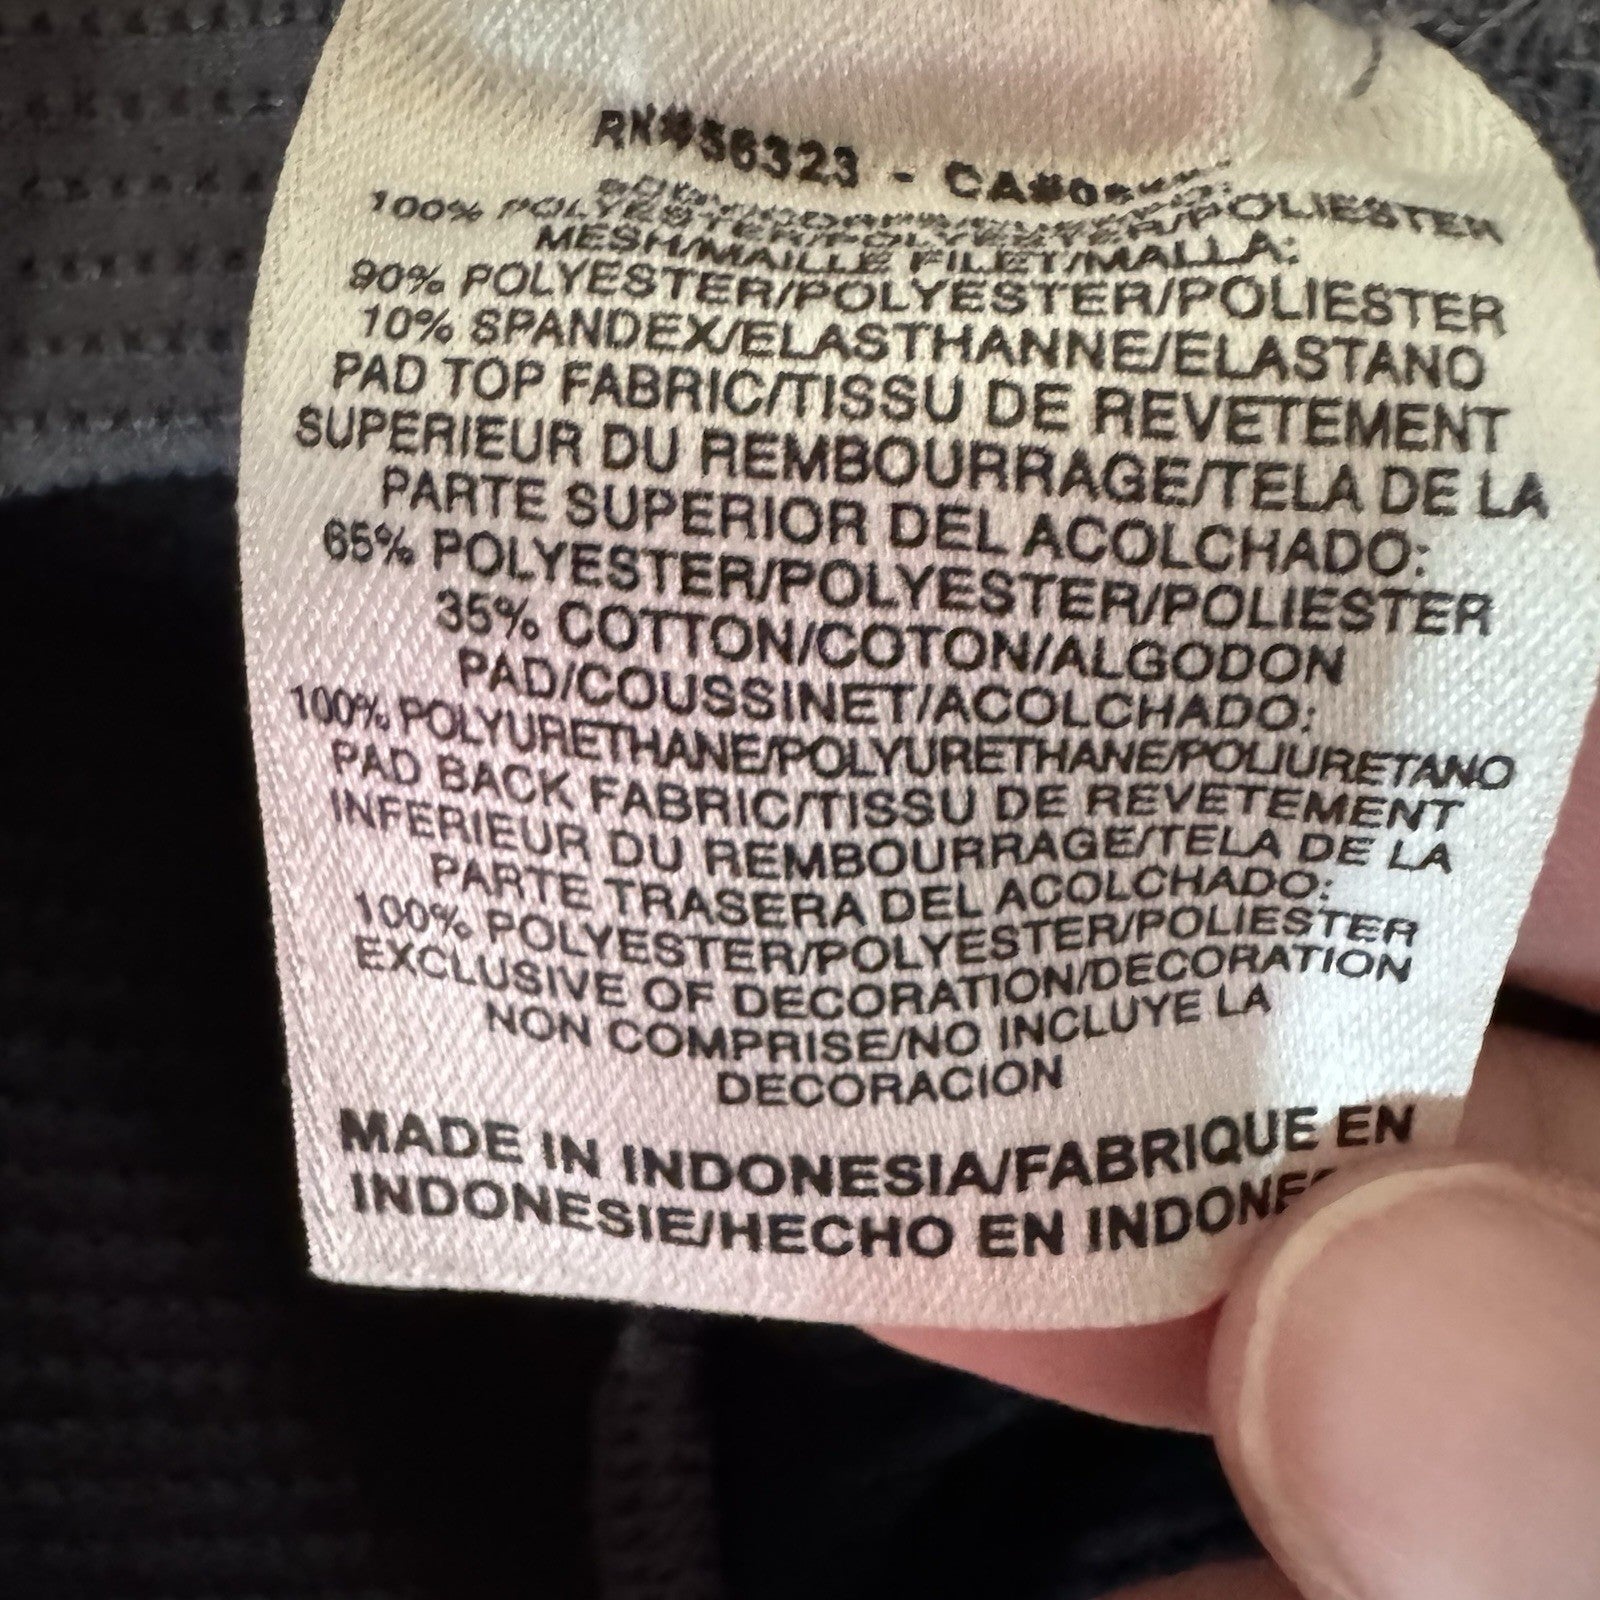 RN#56323 - CA#0
100% POLYESTER/POLYESTER/POLIESTER
MESH/MAILLE FILET/MALLA:
90% POLYESTER/POLYESTER/POLIESTER
10% SPANDEX/ELASTHANNE/ELASTANO
PAD TOP FABRIC/TISSU DE REVETEMENT
SUPERIEUR DU REMBOURRAGE/TELA DE LA
PARTE SUPERIOR DEL ACOLCHADO:
65% POLYESTER/POLYESTER/POLIESTER
35% COTTON/COTON/ALGODON
PAD/COUSSINET/ACOLCHADO:
100% POLYURETHANE/POLYURETHANE/POLIURETANO
PAD BACK FABRIC/TISSU DE REVETEMENT
INFERIEUR DU REMBOURRAGE/TELA DE LA
PARTE TRASERA DEL ACOLCHADO:
100% POLYESTER/POLYESTER/POLIESTER
EXCLUSIVE OF DECORATION/DECORATION
NON COMPRISE/NO INCLUYE LA
DECORACION
MADE IN INDONESIA/FABRIQUE EN
INDONESIE/HECHO EN INDONE